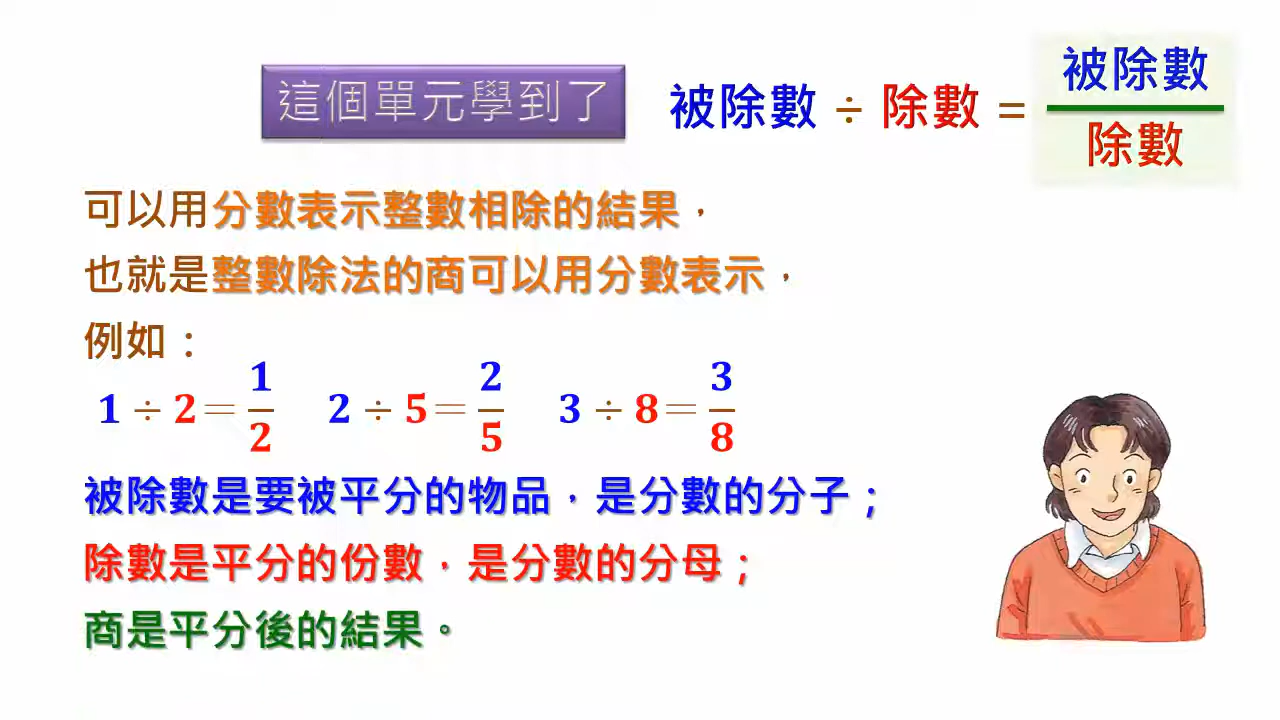 這個單元學到了
被除數 ÷ 除數 = 被除數/除數
可以用分數表示整數相除的結果，
也就是整數除法的商可以用分數表示，
例如：
1 ÷ 2 = 1/2 2 ÷ 5 = 2/5 3 ÷ 8 = 3/8
被除數是要被平分的物品，是分數的分子；
除數是平分的份數，是分數的分母；
商是平分後的結果。